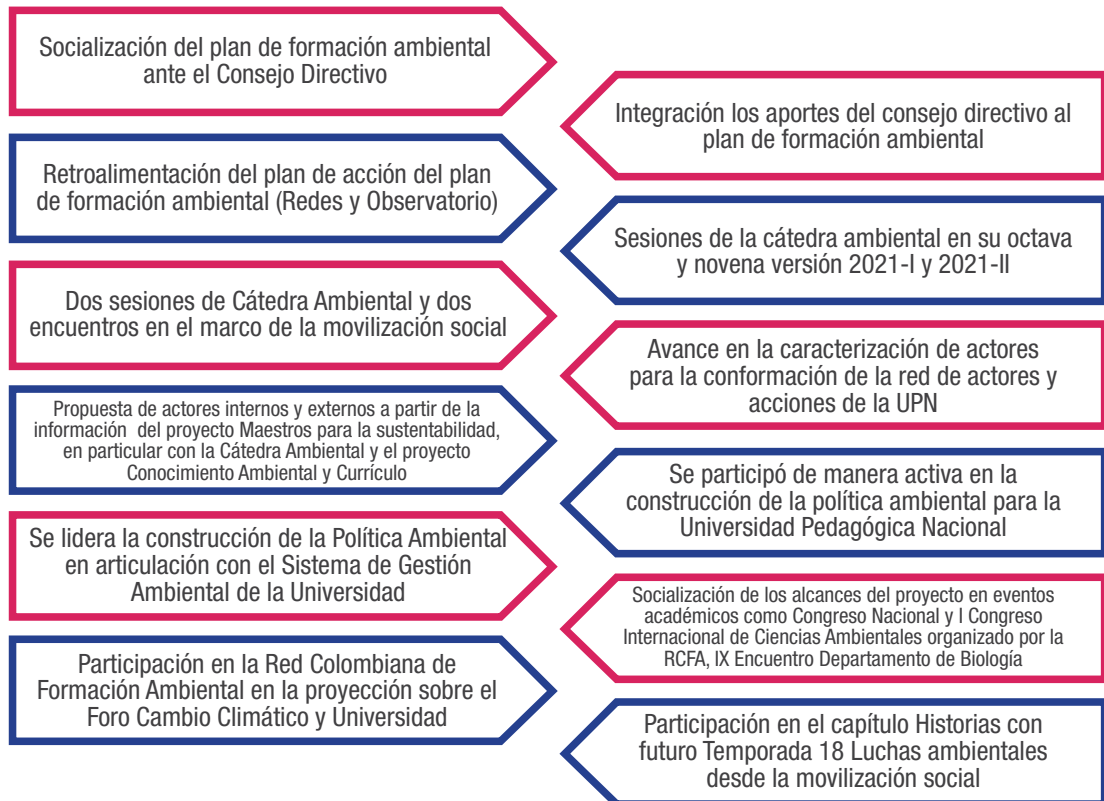 Socialización del plan de formación ambiental
ante el Consejo Directivo
Integración los aportes del consejo directivo al
plan de formación ambiental
Retroalimentación del plan de acción del plan
de formación ambiental (Redes y Observatorio)
Sesiones de la cátedra ambiental en su octava
y novena versión 2021-I y 2021-II
Dos sesiones de Cátedra Ambiental y dos
encuentros en el marco de la movilización social
Avance en la caracterización de actores
para la conformación de la red de actores y
acciones de la UPN
Propuesta de actores internos y externos a partir de la
información del proyecto Maestros para la sustentabilidad,
en particular con la Cátedra Ambiental y el proyecto
Conocimiento Ambiental y Currículo
Se participó de manera activa en la
construcción de la política ambiental para la
Universidad Pedagógica Nacional
Se lidera la construcción de la Política Ambiental
en articulación con el Sistema de Gestión
Ambiental de la Universidad
Socialización de los alcances del proyecto en eventos
académicos como Congreso Nacional y I Congreso
Internacional de Ciencias Ambientales organizado por la
RCFA, IX Encuentro Departamento de Biología
Participación en la Red Colombiana de
Formación Ambiental en la proyección sobre el
Foro Cambio Climático y Universidad
Participación en el capítulo Historias con
futuro Temporada 18 Luchas ambientales
desde la movilización social